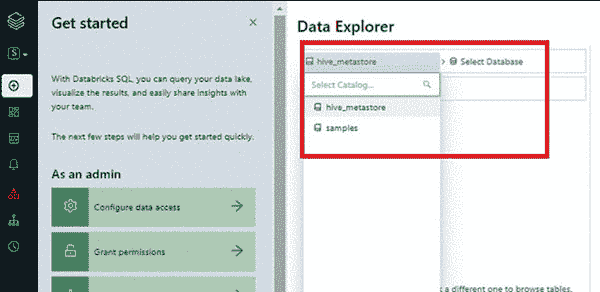 Get started
×
With Databricks SQL, you can query your data lake,
visualize the results, and easily share insights with
your team.
The next few steps will help you get started quickly.
As an admin
Configure data access
Grant permissions
Data Explorer
hive_metastore > Select Database
Select Catalog...
hive_metastore
samples
a different one to browse tables.
S